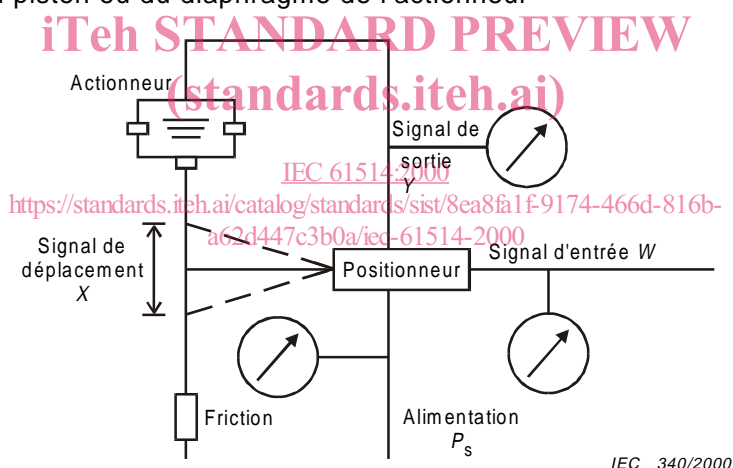 piston ou du diaphragme de l'actionneur
iTeh STANDARD PREVIEW
(standards.iteh.ai)
Actionneur
Signal de
sortie
Y
IEC 61514:2000
https://standards.iteh.ai/catalog/standards/sist/8ea8fa1f-9174-466d-816b-
a62d447c3b0a/iec-61514-2000
Signal de
déplacement
X
Positionneur
Signal d'entrée W
Friction
Alimentation
Ps
IEC 340/2000